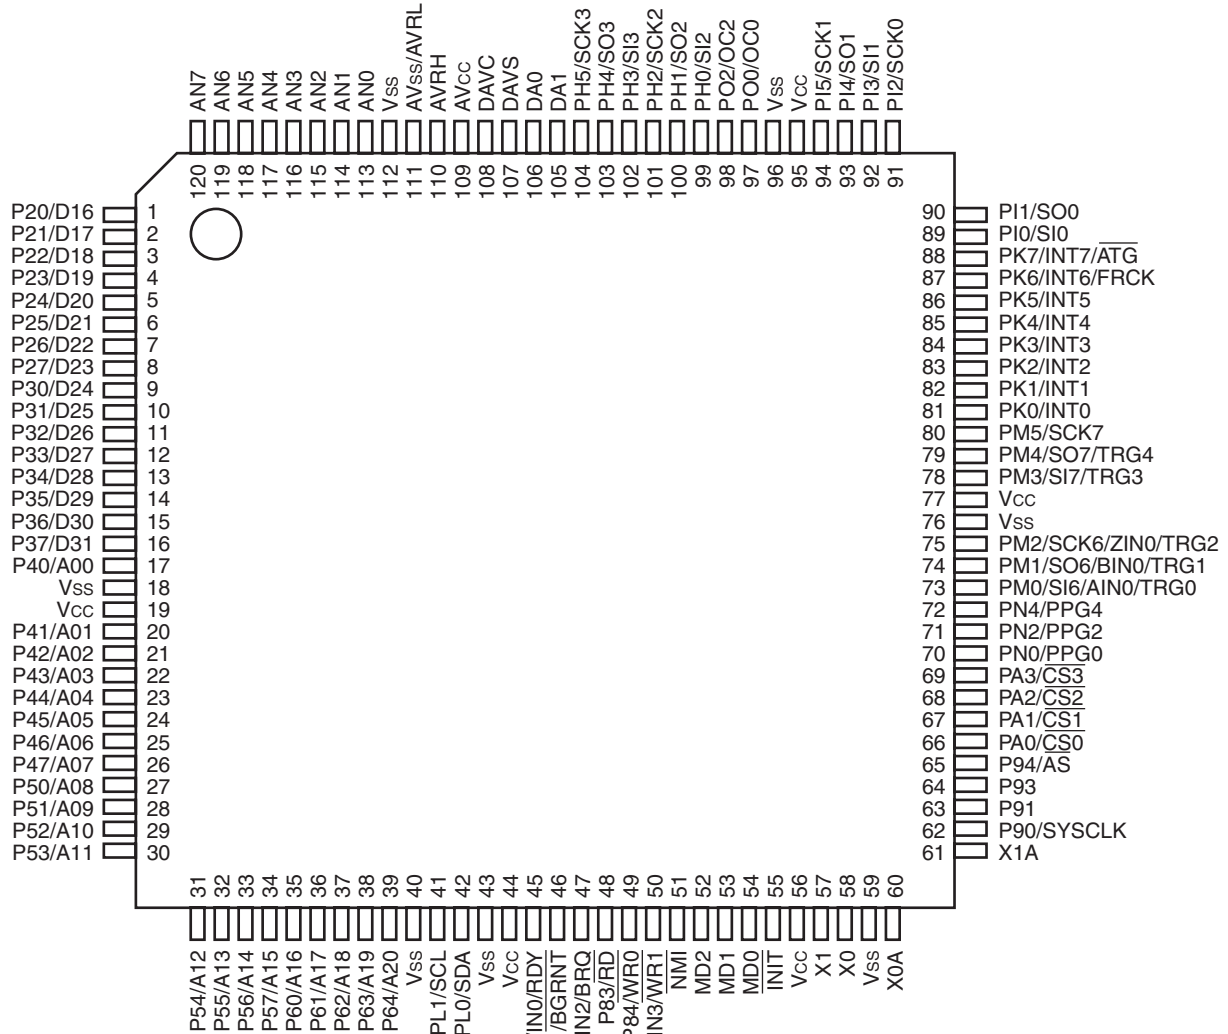 AN7
AN6
AN5
AN4
AN3
AN2
AN1
AN0
Vss
AVss/AVRL
AVRH
AVcc
DAVC
DAVS
DA0
DA1
PH5/SCK3
PH4/SO3
PH3/SI3
PH2/SCK2
PH1/SO2
PH0/SI2
PO2/OC2
PO0/OC0
Vss
Vcc
PI5/SCK1
PI4/SO1
PI3/SI1
PI2/SCK0
120
119
118
117
116
115
114
113
112
111
110
109
108
107
106
105
104
103
102
101
100
99
98
97
96
95
94
93
92
91
P20/D16 1
P21/D17 2
P22/D18 3
P23/D19 4
P24/D20 5
P25/D21 6
P26/D22 7
P27/D23 8
P30/D24 9
P31/D25 10
P32/D26 11
P33/D27 12
P34/D28 13
P35/D29 14
P36/D30 15
P37/D31 16
P40/A00 17
Vss 18
Vcc 19
P41/A01 20
P42/A02 21
P43/A03 22
P44/A04 23
P45/A05 24
P46/A06 25
P47/A07 26
P50/A08 27
P51/A09 28
P52/A10 29
P53/A11 30
90 PI1/SO0
89 PI0/SI0
88 PK7/INT7/ATG
87 PK6/INT6/FRCK
86 PK5/INT5
85 PK4/INT4
84 PK3/INT3
83 PK2/INT2
82 PK1/INT1
81 PK0/INT0
80 PM5/SCK7
79 PM4/SO7/TRG4
78 PM3/SI7/TRG3
77 Vcc
76 Vss
75 PM2/SCK6/ZIN0/TRG2
74 PM1/SO6/BIN0/TRG1
73 PM0/SI6/AIN0/TRG0
72 PN4/PPG4
71 PN2/PPG2
70 PN0/PPG0
69 PA3/CS3
68 PA2/CS2
67 PA1/CS1
66 PA0/CS0
65 P94/AS
64 P93
63 P91
62 P90/SYSCLK
61 X1A
31
32
33
34
35
36
37
38
39
40
41
42
43
44
45
46
47
48
49
50
51
52
53
54
55
56
57
58
59
60
P54/A12
P55/A13
P56/A14
P57/A15
P60/A16
P61/A17
P62/A18
P63/A19
P64/A20
Vss
PL1/SCL
PL0/SDA
Vss
Vcc
IN0/RDY
/BGRNT
IN2/BRQ
P83/RD
P84/WR0
IN3/WR1
NMI
MD2
MD1
MD0
INIT
Vcc
X1
X0
Vss
X0A